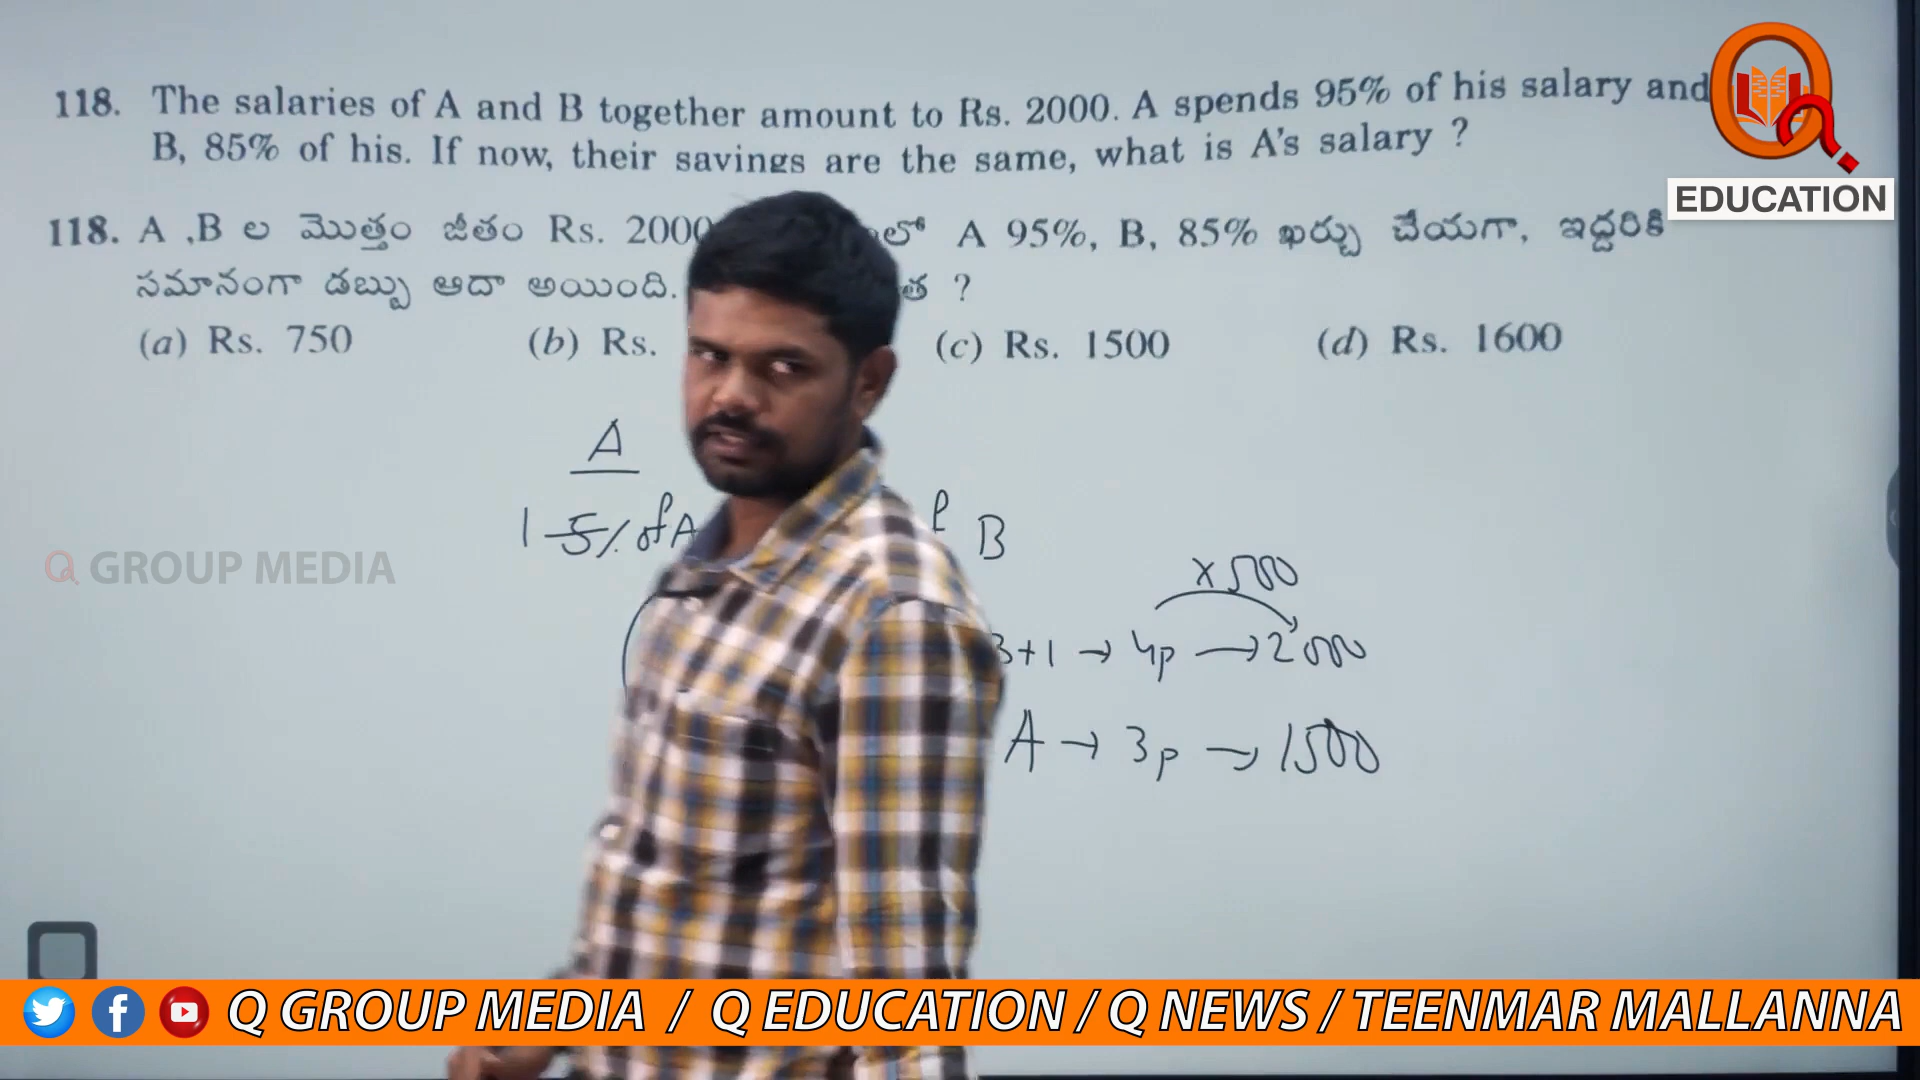 118. The salaries of A and B together amount to Rs. 2000. A spends 95% of his salary and
B, 85% of his. If now, their savings are the same, what is A's salary ?
118. A ,B ల మొత్తం జీతం Rs. 2000 A 95%, B, 85% ఖర్చు చేయగా, ఇద్దరికి
సమానంగా డబ్బు ఆదా అయింది. ?
(a) Rs. 750 (b) Rs. (c) Rs. 1500 (d) Rs. 1600
A
1 5% of A B
×500
3+1 → 4p → 2000
A → 3p → 1500
Q EDUCATION
Q GROUP MEDIA
Q GROUP MEDIA / Q EDUCATION / Q NEWS / TEENMAR MALLANNA